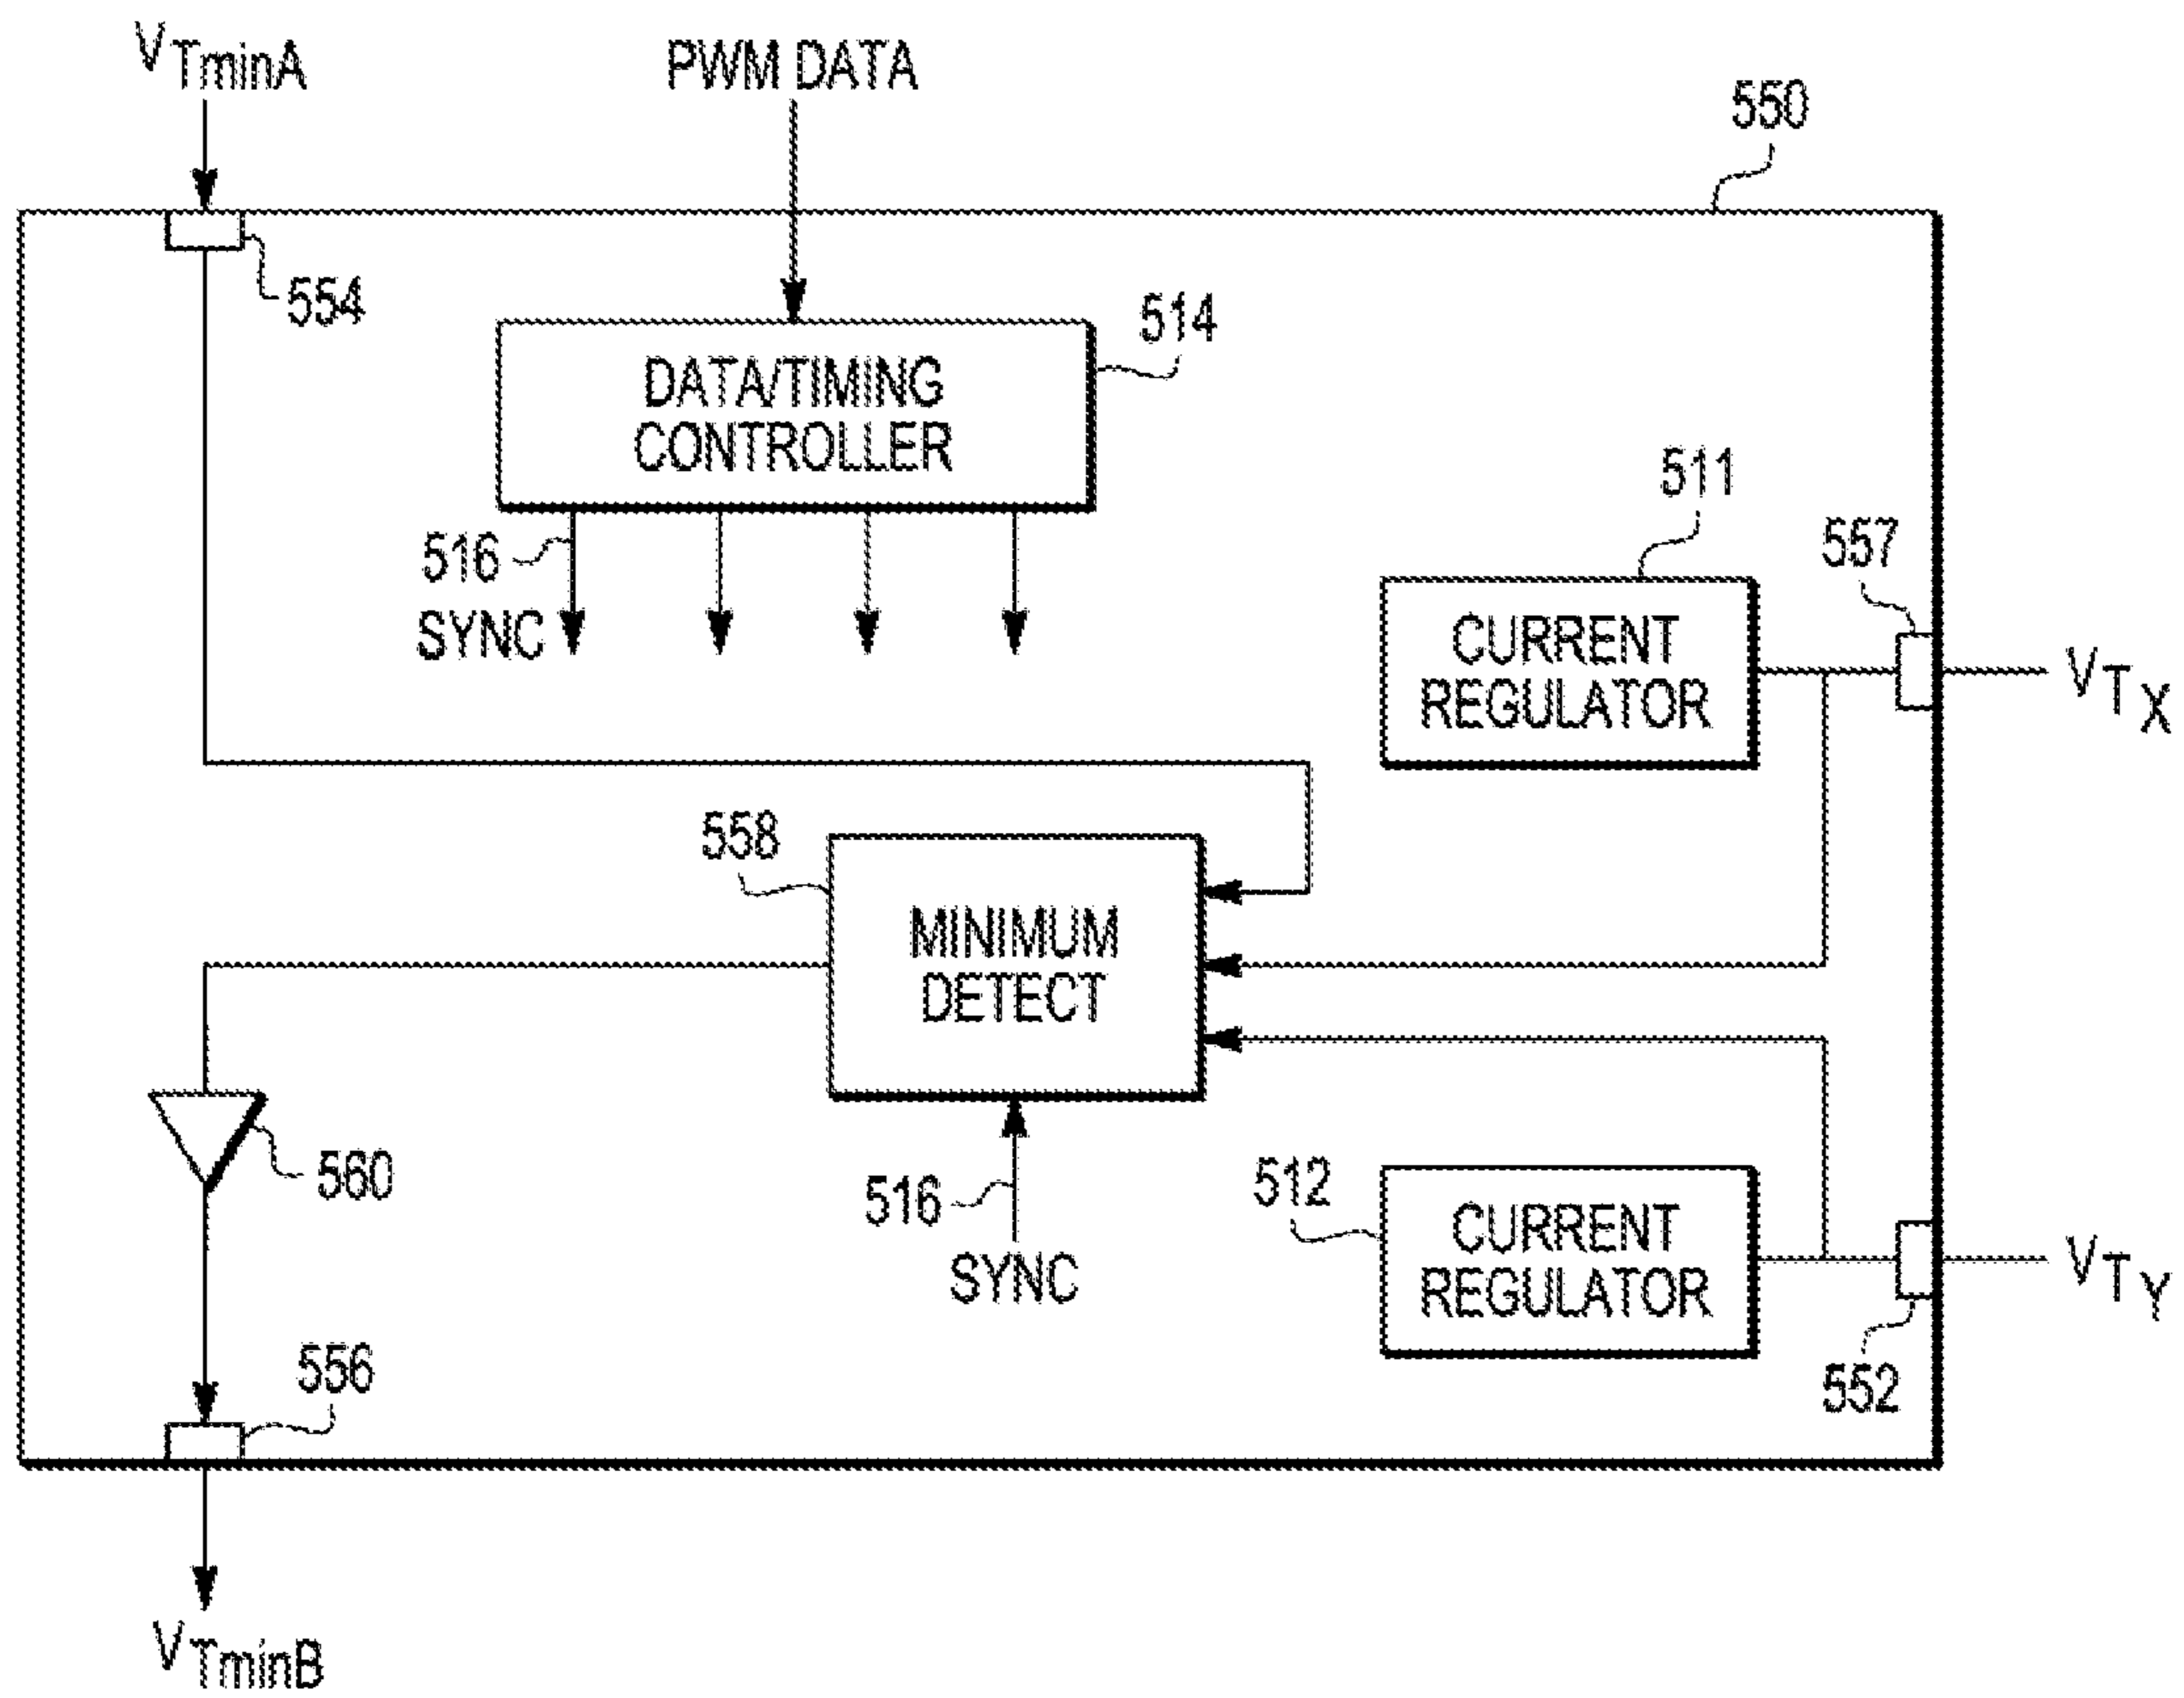 VTminA
PWM DATA
550
554
514
DATA/TIMING
CONTROLLER
511
516
557
SYNC
CURRENT
REGULATOR
VTX
558
MINIMUM
DETECT
560
516
512
SYNC
CURRENT
REGULATOR
VTY
556
552
VTminB